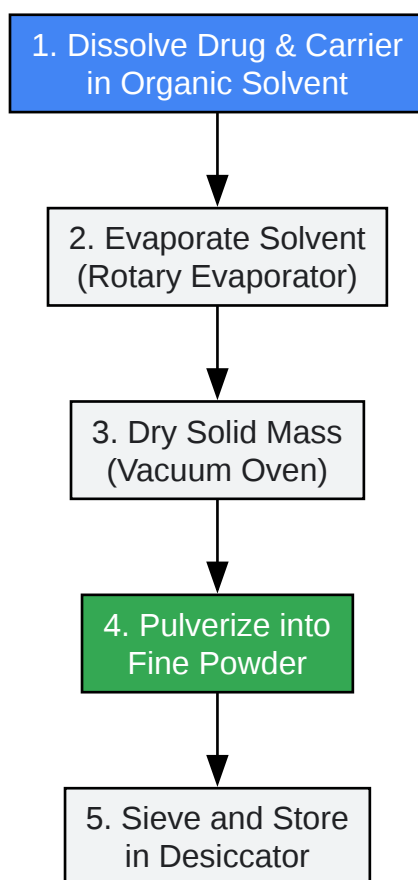 1. Dissolve Drug & Carrier
in Organic Solvent
2. Evaporate Solvent
(Rotary Evaporator)
3. Dry Solid Mass
(Vacuum Oven)
4. Pulverize into
Fine Powder
5. Sieve and Store
in Desiccator